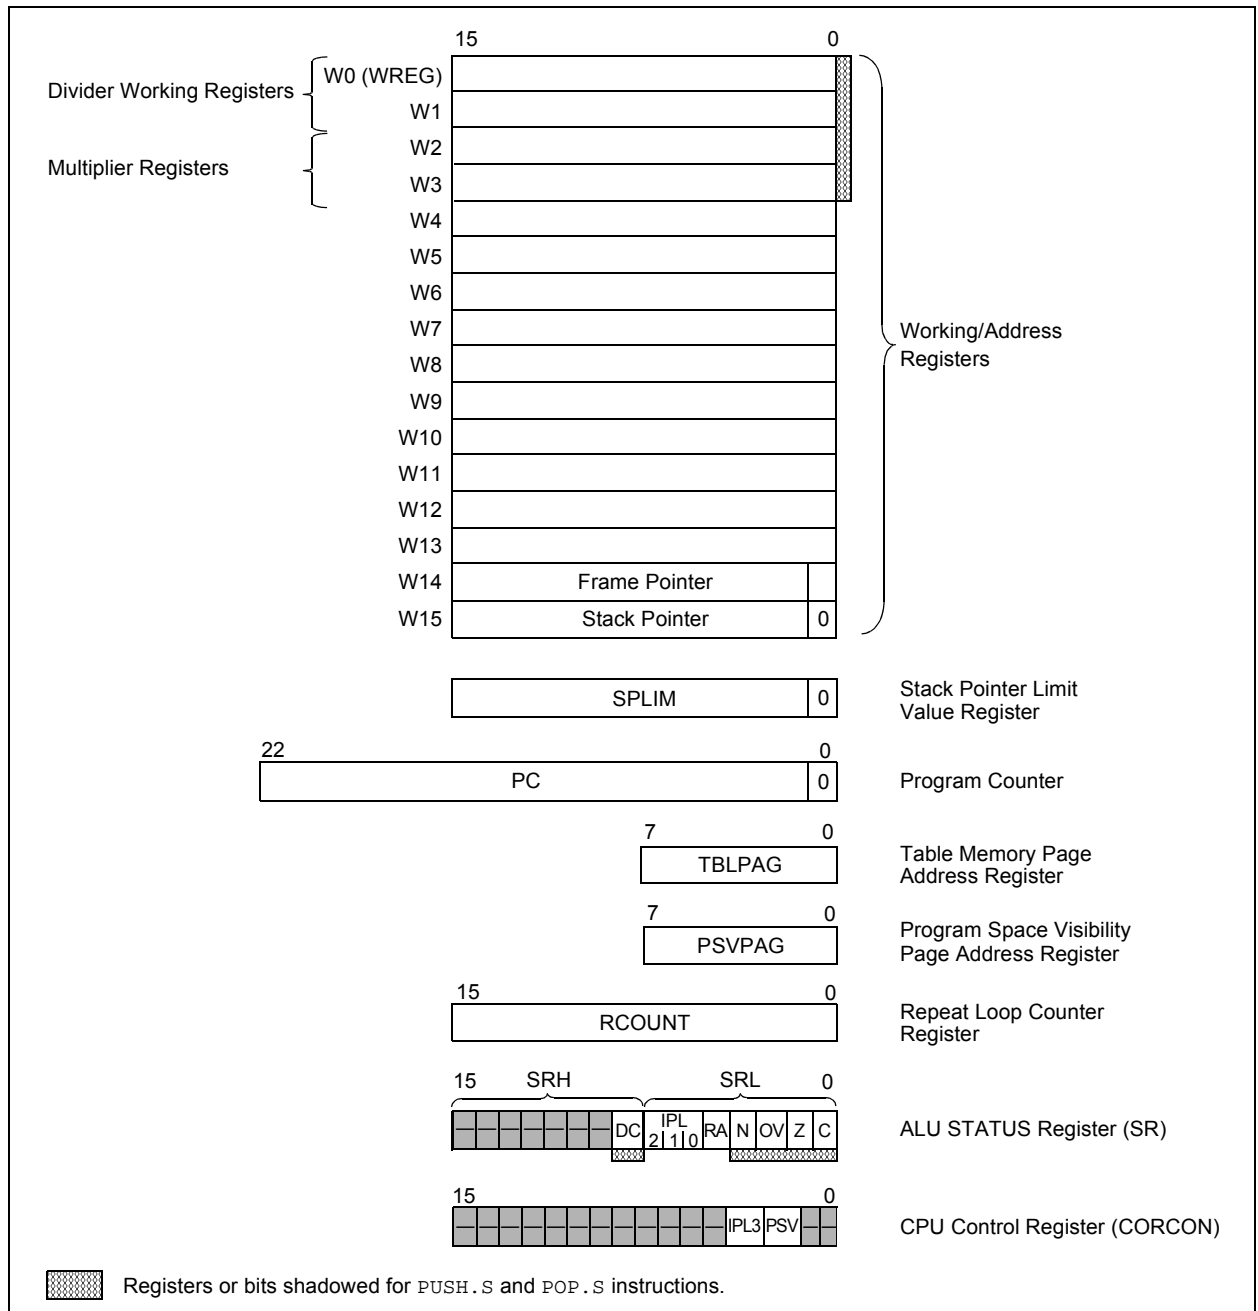 15 0
Divider Working Registers
W0 (WREG)
W1
Multiplier Registers
W2
W3
W4
W5
W6
W7
W8
W9
W10
W11
W12
W13
W14 Frame Pointer
W15 Stack Pointer 0
Working/Address
Registers
SPLIM 0
Stack Pointer Limit
Value Register
22 0
PC 0
Program Counter
7 0
TBLPAG
Table Memory Page
Address Register
7 0
PSVPAG
Program Space Visibility
Page Address Register
15 0
RCOUNT
Repeat Loop Counter
Register
15 SRH SRL 0
— — — — — — — DC IPL 2 1 0 RA N OV Z C
ALU STATUS Register (SR)
15 0
— — — — — — — — — — — — IPL3 PSV — —
CPU Control Register (CORCON)
Registers or bits shadowed for PUSH.S and POP.S instructions.